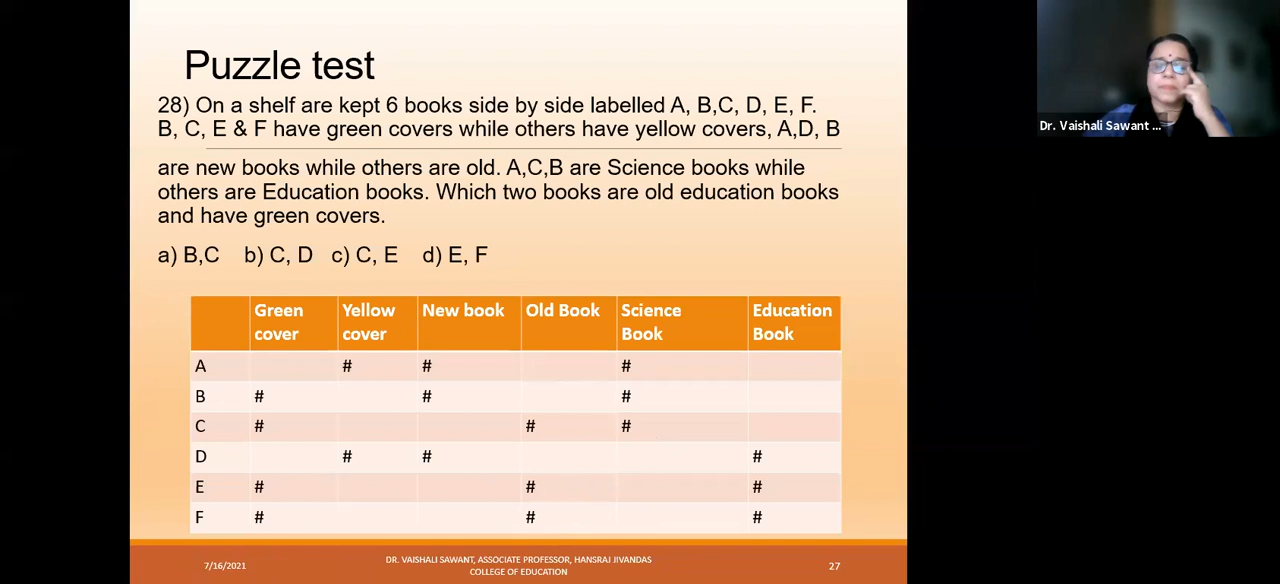 Puzzle test
28) On a shelf are kept 6 books side by side labelled A, B,C, D, E, F.
B, C, E & F have green covers while others have yellow covers, A,D, B
are new books while others are old. A,C,B are Science books while
others are Education books. Which two books are old education books
and have green covers.
a) B,C b) C, D c) C, E d) E, F
Green cover Yellow cover New book Old Book Science Book Education Book
A # # #
B # # #
C # # #
D # # #
E # # #
F # # #
7/16/2021
DR. VAISHALI SAWANT, ASSOCIATE PROFESSOR, HANSRAJ JIVANDAS
COLLEGE OF EDUCATION
27
Dr. Vaishali Sawant ...